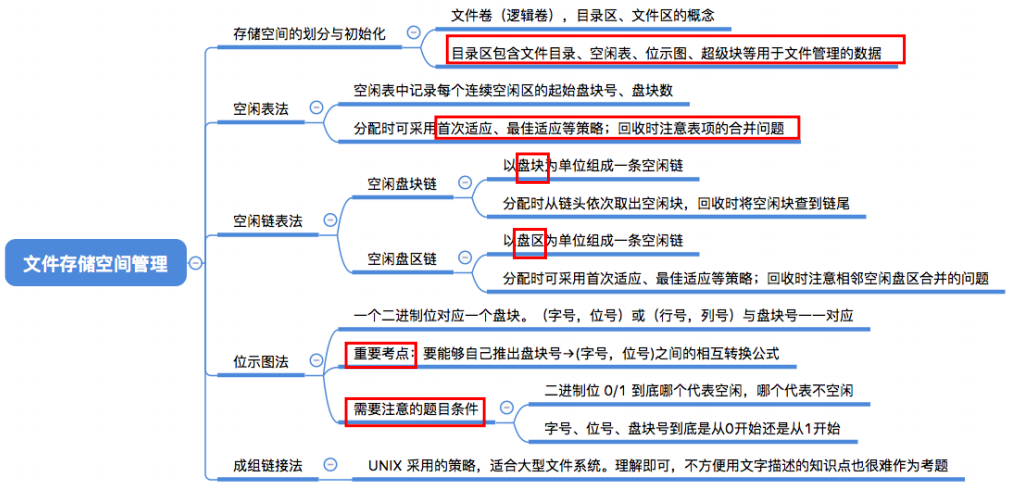 文件存储空间管理
存储空间的划分与初始化
文件卷（逻辑卷），目录区、文件区的概念
目录区包含文件目录、空闲表、位示图、超级块等用于文件管理的数据
空闲表法
空闲表中记录每个连续空闲区的起始盘块号、盘块数
分配时可采用首次适应、最佳适应等策略；回收时注意表项的合并问题
空闲链表法
空闲盘块链
以盘块为单位组成一条空闲链
分配时从链头依次取出空闲块，回收时将空闲块查到链尾
空闲盘区链
以盘区为单位组成一条空闲链
分配时可采用首次适应、最佳适应等策略；回收时注意相邻空闲盘区合并的问题
位示图法
一个二进制位对应一个盘块。（字号，位号）或（行号，列号）与盘块号一一对应
重要考点：要能够自己推出盘块号→(字号，位号)之间的相互转换公式
需要注意的题目条件
二进制位 0/1 到底哪个代表空闲，哪个代表不空闲
字号、位号、盘块号到底是从0开始还是从1开始
成组链接法
UNIX 采用的策略，适合大型文件系统。理解即可，不方便用文字描述的知识点也很难作为考题